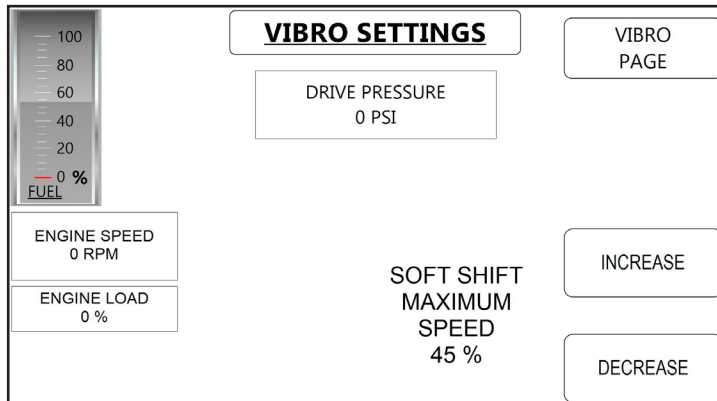 VIBRO SETTINGS
VIBRO
PAGE
DRIVE PRESSURE
0 PSI
100
80
60
40
20
0 %
FUEL
ENGINE SPEED
0 RPM
ENGINE LOAD
0 %
SOFT SHIFT
MAXIMUM
SPEED
45 %
INCREASE
DECREASE